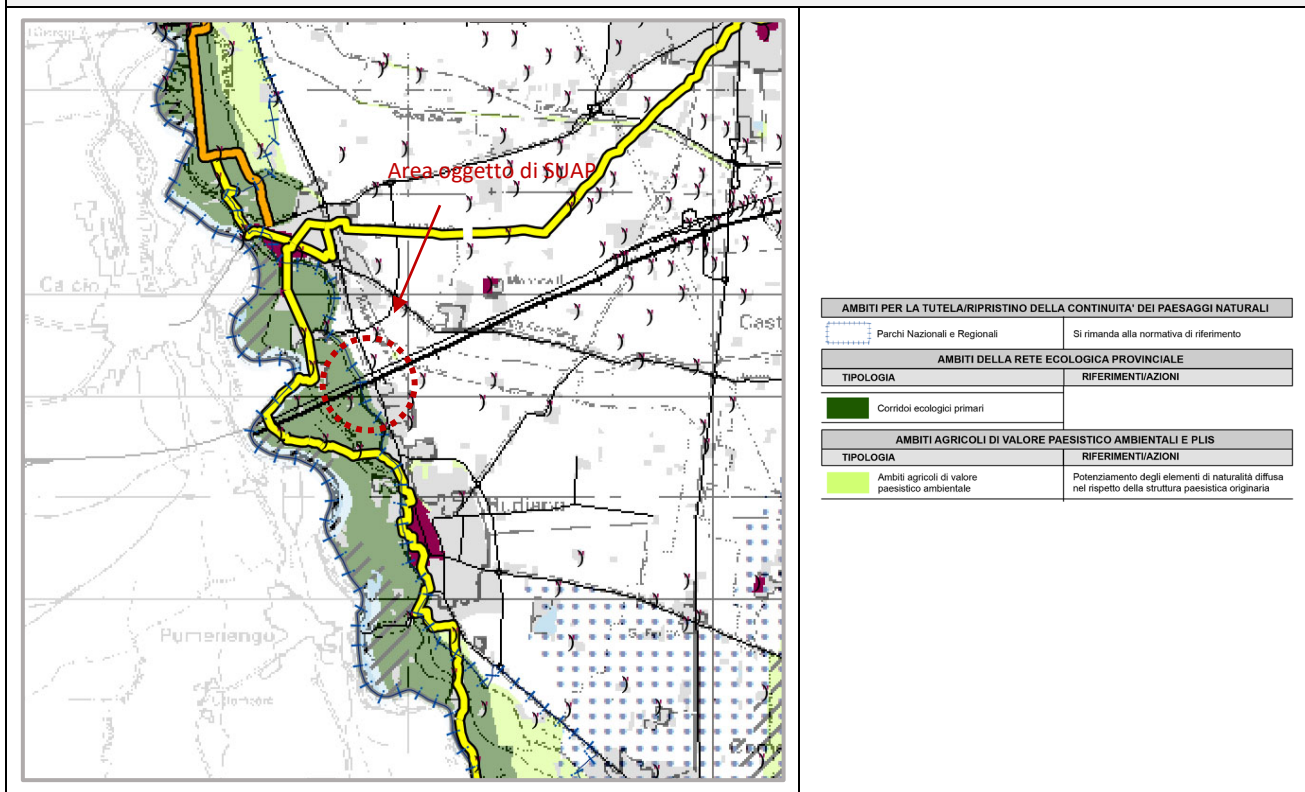 Area oggetto di SUAP
Calcio
Rudiano
Pumenengo
AMBITI PER LA TUTELA/RIPRISTINO DELLA CONTINUITA' DEI PAESAGGI NATURALI
Parchi Nazionali e Regionali
Si rimanda alla normativa di riferimento
AMBITI DELLA RETE ECOLOGICA PROVINCIALE
TIPOLOGIA
RIFERIMENTI/AZIONI
Corridoi ecologici primari
AMBITI AGRICOLI DI VALORE PAESISTICO AMBIENTALI E PLIS
TIPOLOGIA
RIFERIMENTI/AZIONI
Ambiti agricoli di valore
paesistico ambientale
Potenziamento degli elementi di naturalità diffusa
nel rispetto della struttura paesistica originaria